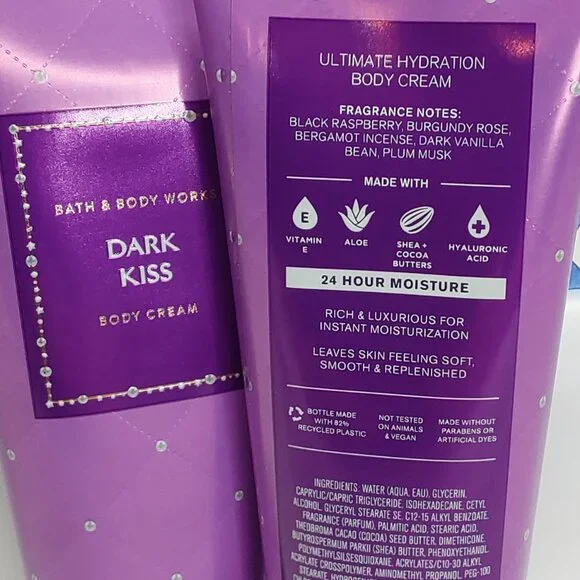 BATH & BODY WORKS
DARK
KISS
BODY CREAM
ULTIMATE HYDRATION
BODY CREAM
FRAGRANCE NOTES:
BLACK RASPBERRY, BURGUNDY ROSE,
BERGAMOT INCENSE, DARK VANILLA
BEAN, PLUM MUSK
MADE WITH
E
VITAMIN
E
ALOE
SHEA +
COCOA
BUTTERS
HYALURONIC
ACID
24 HOUR MOISTURE
RICH & LUXURIOUS FOR
INSTANT MOISTURIZATION
LEAVES SKIN FEELING SOFT,
SMOOTH & REPLENISHED
BOTTLE MADE
WITH 82%
RECYCLED PLASTIC
NOT TESTED
ON ANIMALS
& VEGAN
MADE WITHOUT
PARABENS OR
ARTIFICIAL DYES
INGREDIENTS: WATER (AQUA, EAU), GLYCERIN,
CAPRYLIC/CAPRIC TRIGLYCERIDE, ISOHEXADECANE, CETYL
ALCOHOL, GLYCERYL STEARATE SE, C12-15 ALKYL BENZOATE,
FRAGRANCE (PARFUM), PALMITIC ACID, STEARIC ACID,
THEOBROMA CACAO (COCOA) SEED BUTTER, DIMETHICONE,
BUTYROSPERMUM PARKII (SHEA) BUTTER, PHENOXYETHANOL,
POLYMETHYLSILSESQUIOXANE, ACRYLATES/C10-30 ALKYL
ACRYLATE CROSSPOLYMER, AMINOMETHYL PROPANOL, PEG-100